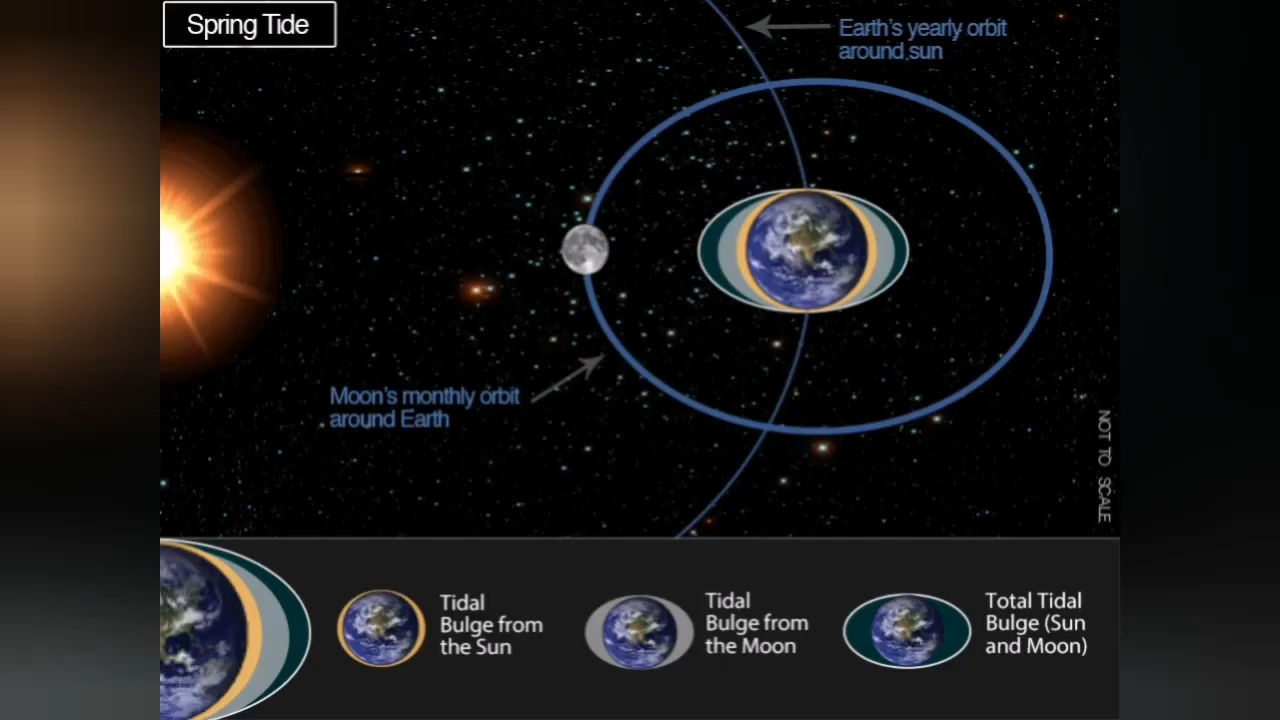 Spring Tide
Earth's yearly orbit
around sun
Moon's monthly orbit
around Earth
NOT TO SCALE
Tidal
Bulge from
the Sun
Tidal
Bulge from
the Moon
Total Tidal
Bulge (Sun
and Moon)